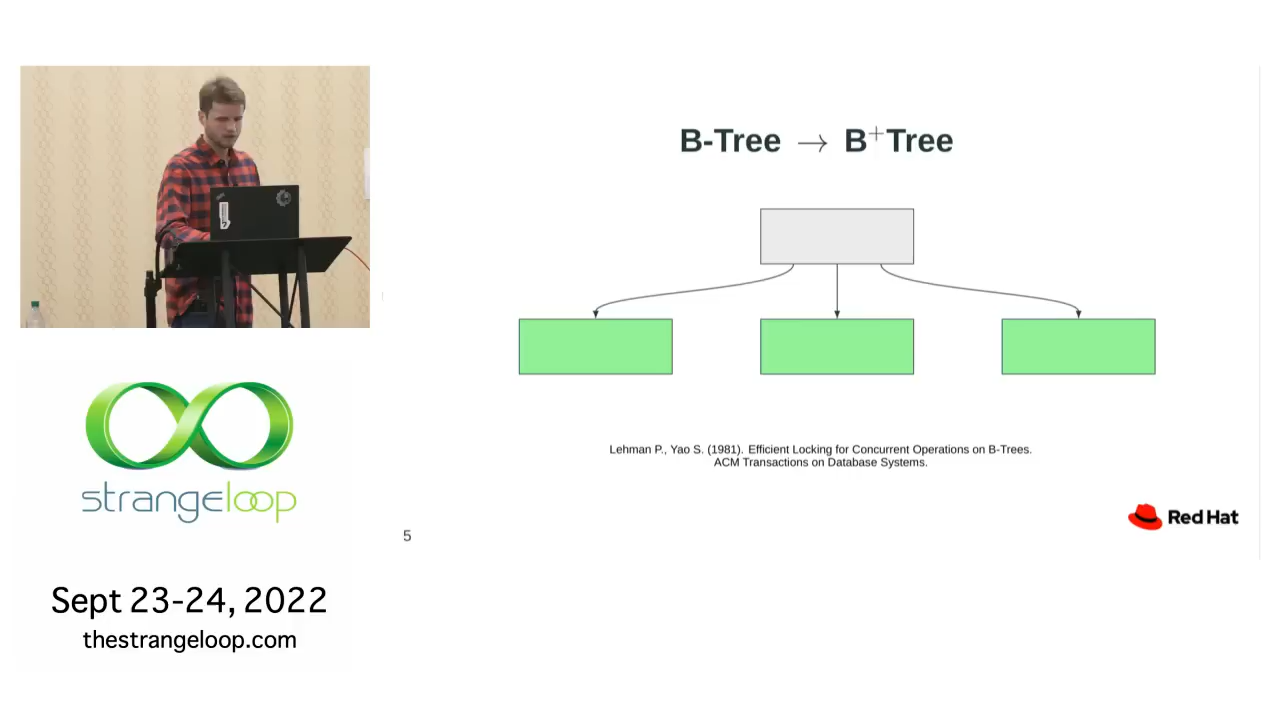 B-Tree → B⁺Tree
Lehman P., Yao S. (1981). Efficient Locking for Concurrent Operations on B-Trees.
ACM Transactions on Database Systems.
Red Hat
5
strangeloop
Sept 23-24, 2022
thestrangeloop.com